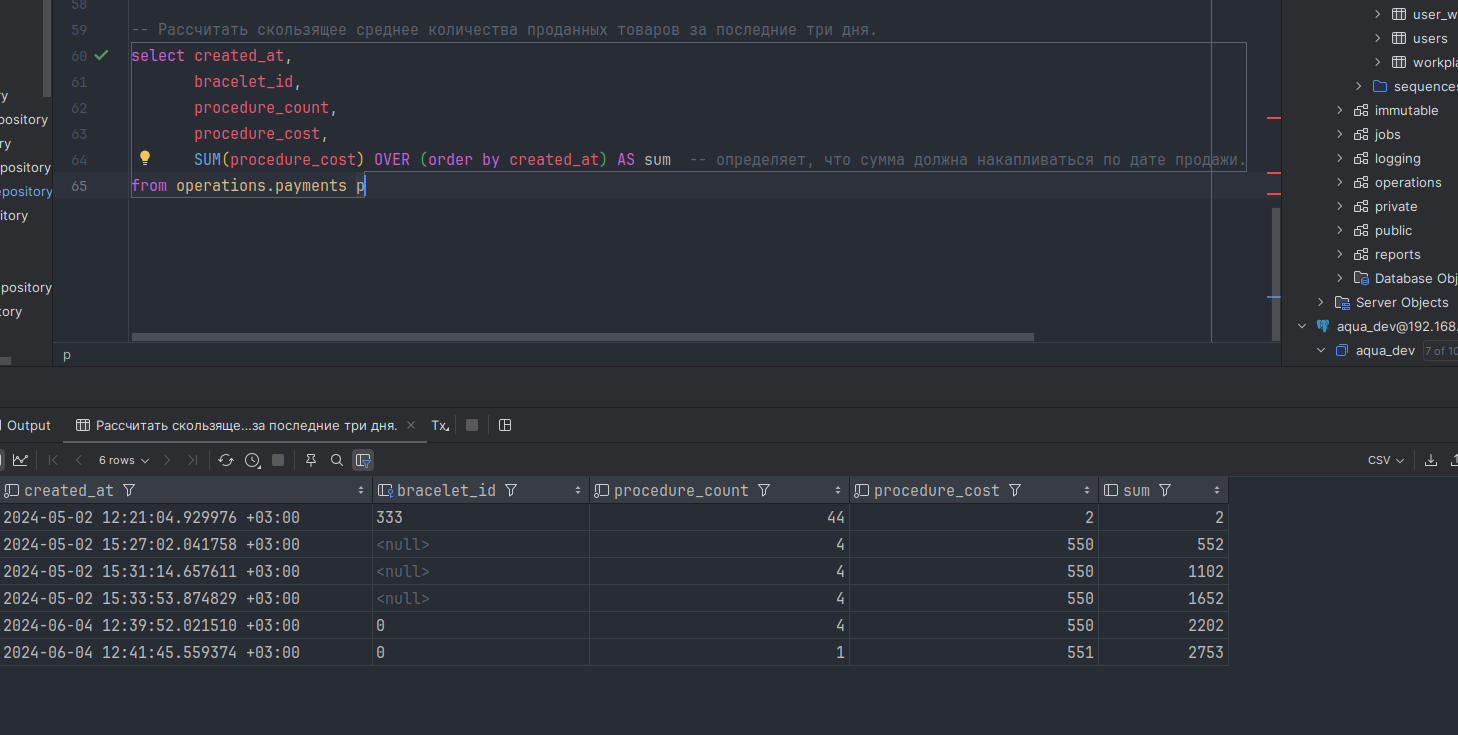 58
59 -- Рассчитать скользящее среднее количества проданных товаров за последние три дня.
60 select created_at,
61 bracelet_id,
62 procedure_count,
63 procedure_cost,
64 SUM(procedure_cost) OVER (order by created_at) AS sum -- определяет, что сумма должна накапливаться по дате продажи.
65 from operations.payments p
p
ry
pository
ry
pository
epository
itory
pository
tory
user_w
users
workpla
sequences
immutable
jobs
logging
operations
private
public
reports
Database Obj
Server Objects
aqua_dev@192.168.
aqua_dev 7 of 10
Output Рассчитать скользяще...за последние три дня. × Tx
6 rows CSV
created_at bracelet_id procedure_count procedure_cost sum
2024-05-02 12:21:04.929976 +03:00 333 44 2 2
2024-05-02 15:27:02.041758 +03:00 <null> 4 550 552
2024-05-02 15:31:14.657611 +03:00 <null> 4 550 1102
2024-05-02 15:33:53.874829 +03:00 <null> 4 550 1652
2024-06-04 12:39:52.021510 +03:00 0 4 550 2202
2024-06-04 12:41:45.559374 +03:00 0 1 551 2753